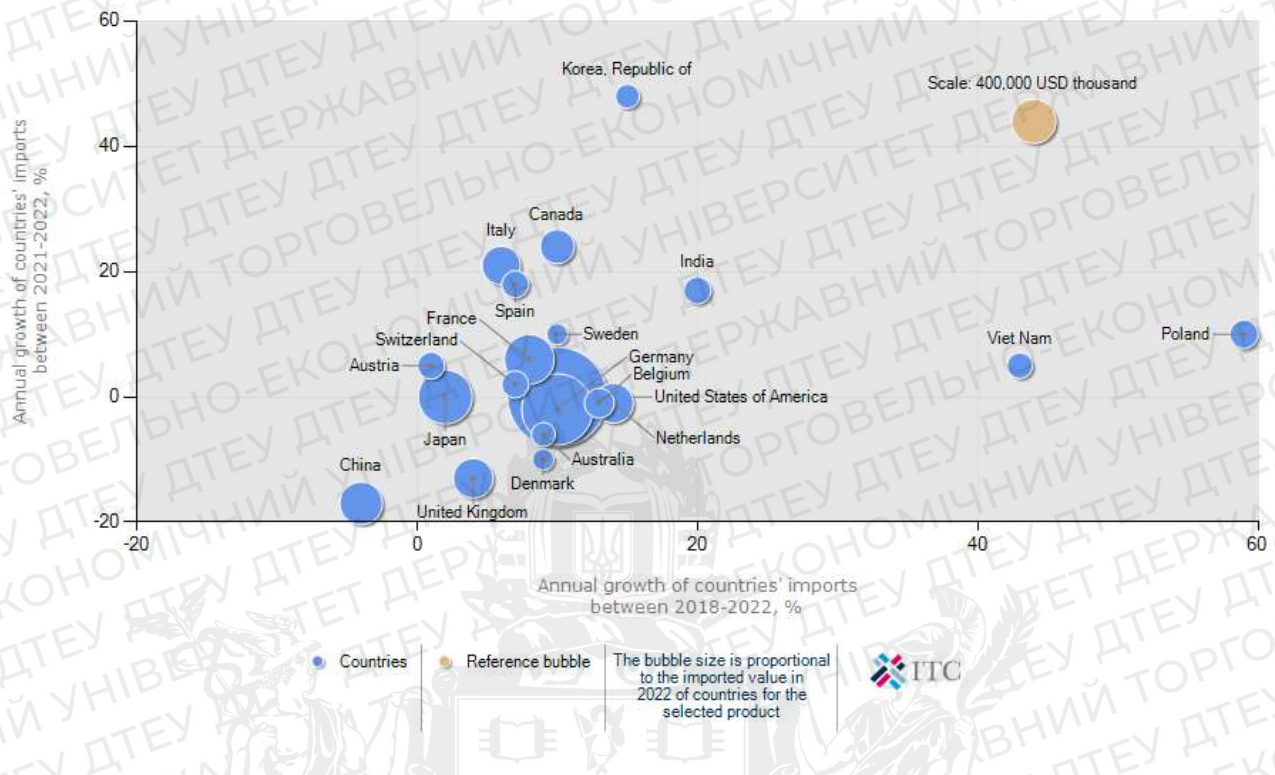 60
Korea, Republic of
Scale: 400,000 USD thousand
40
Annual growth of countries' imports
between 2021-2022, %
Canada
Italy
India
20
Spain
France
Sweden
Switzerland
Viet Nam
Poland
Germany
Austria
Belgium
0
United States of America
Japan
Netherlands
Australia
China
Denmark
United Kingdom
-20
-20
0
20
40
60
Annual growth of countries' imports
between 2018-2022, %
Countries
Reference bubble
The bubble size is proportional
to the imported value in
2022 of countries for the
selected product
ITC